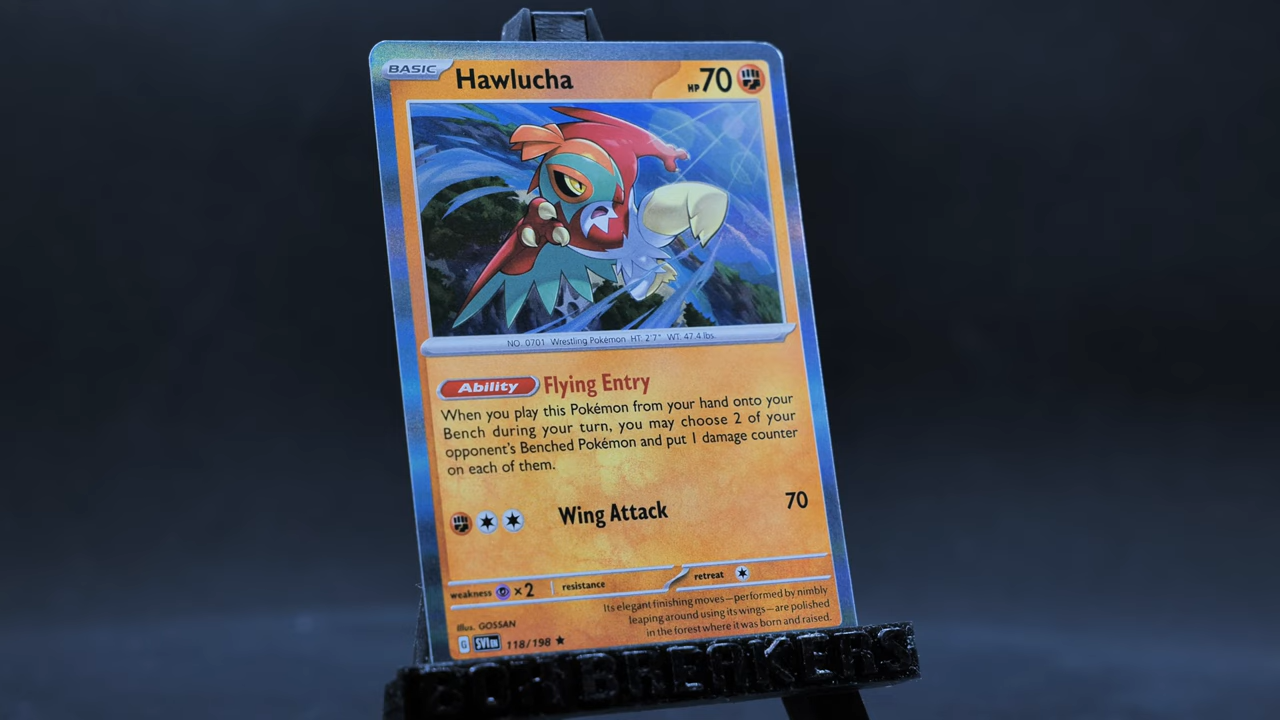 BASIC Hawlucha HP 70
NO. 0701 Wrestling Pokémon HT: 2'7" WT: 47.4 lbs.
Ability Flying Entry
When you play this Pokémon from your hand onto your
Bench during your turn, you may choose 2 of your
opponent's Benched Pokémon and put 1 damage counter
on each of them.
Wing Attack 70
weakness ×2 resistance retreat
Its elegant finishing moves—performed by nimbly
leaping around using its wings—are polished
in the forest where it was born and raised.
Illus. GOSSAN
G SVI EN 118/198 ★
BOXBREAKERS